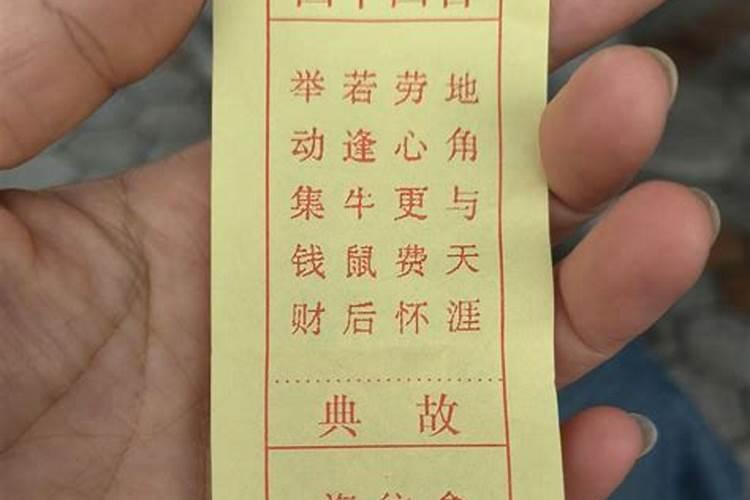 地角与天涯
劳心更费怀
若逢牛鼠后
举动集钱财
故典